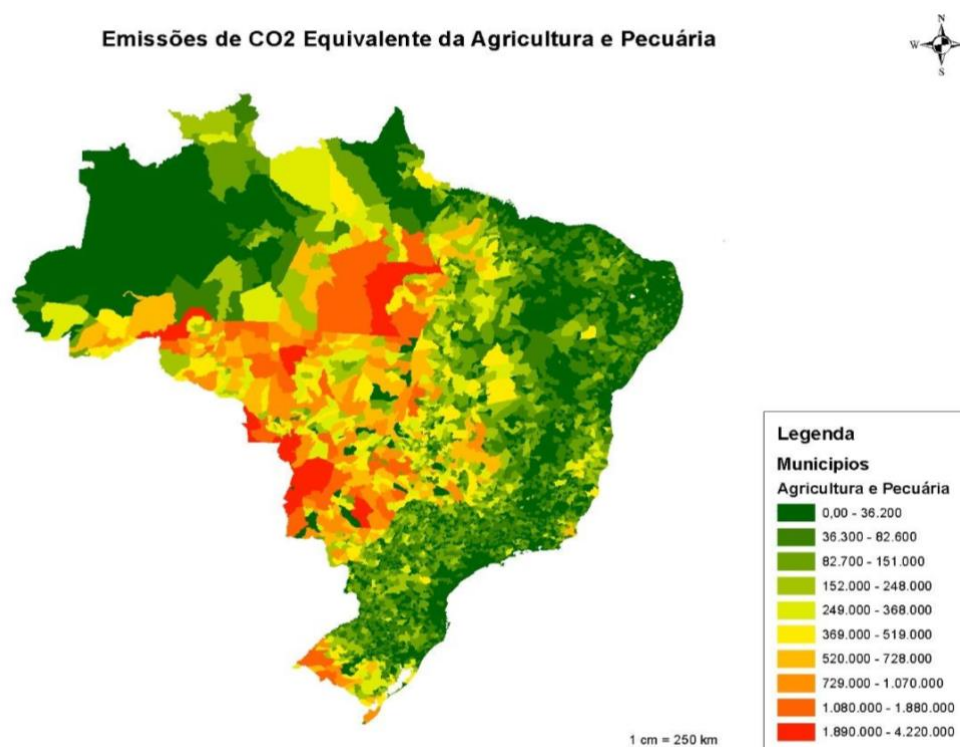 Emissões de CO2 Equivalente da Agricultura e Pecuária
N
W
S
Legenda
Municipios
Agricultura e Pecuária
0,00 - 36.200
36.300 - 82.600
82.700 - 151.000
152.000 - 248.000
249.000 - 368.000
369.000 - 519.000
520.000 - 728.000
729.000 - 1.070.000
1.080.000 - 1.880.000
1.890.000 - 4.220.000
1 cm = 250 km